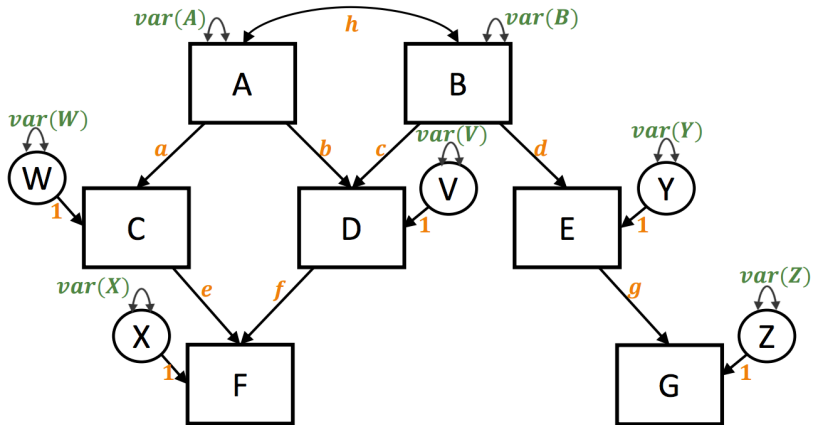 var(A)
h
var(B)
A
B
var(W)
a
b
c
var(V)
d
var(Y)
W
V
Y
1
C
D
1
E
1
var(X)
e
f
g
var(Z)
X
Z
1
F
G
1